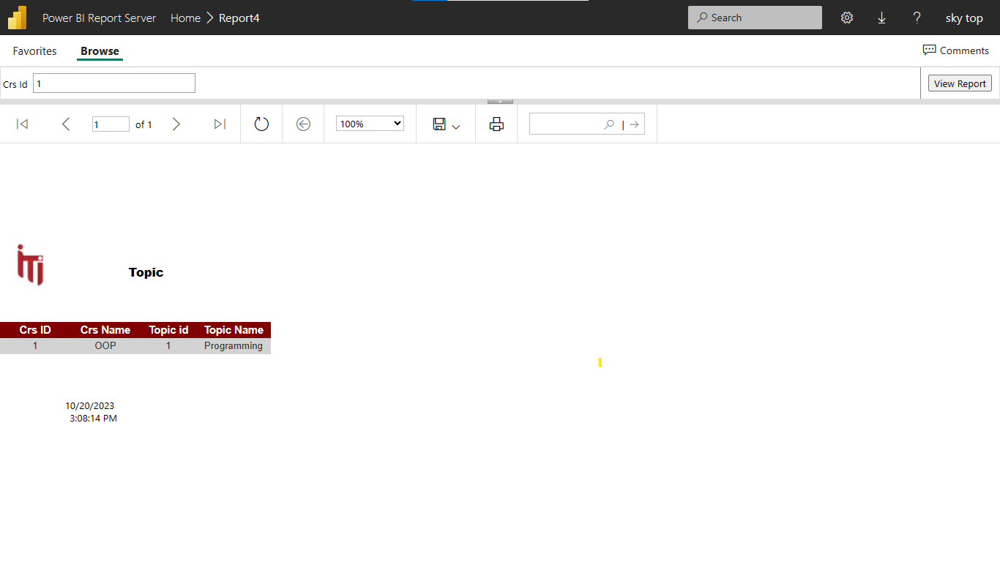 Power BI Report Server Home Report4 Search ? sky top
Favorites Browse Comments
Crs Id 1 View Report
1 of 1 100% |
iTi
Topic
Crs ID Crs Name Topic id Topic Name
1 OOP 1 Programming
10/20/2023
3:08:14 PM